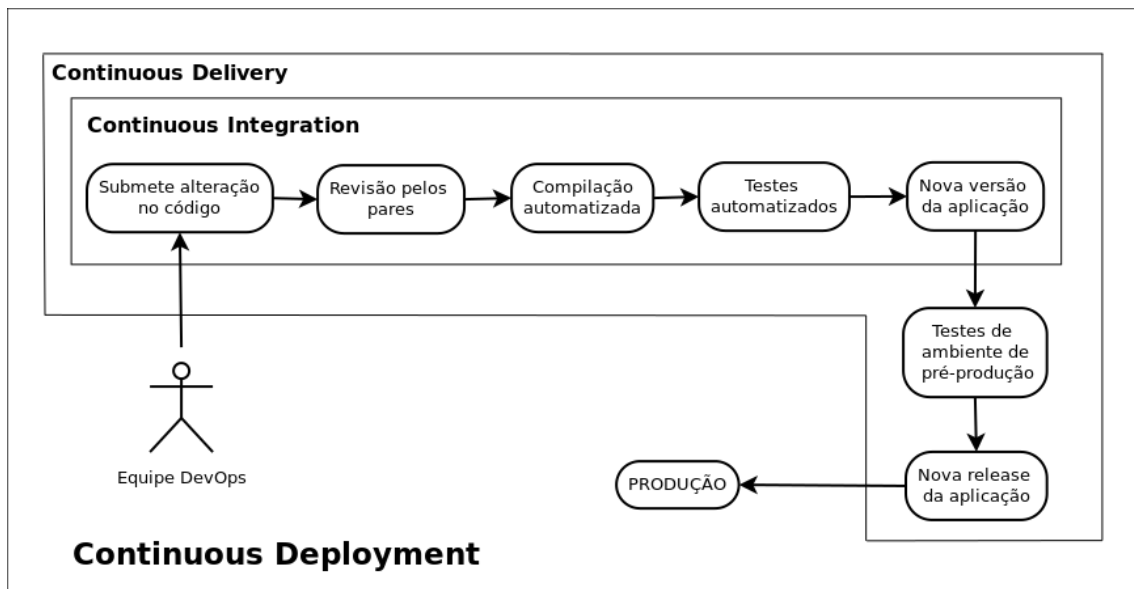 Continuous Delivery
Continuous Integration
Submete alteração
no código
Revisão pelos
pares
Compilação
automatizada
Testes
automatizados
Nova versão
da aplicação
Testes de
ambiente de
pré-produção
Nova release
da aplicação
PRODUÇÃO
Equipe DevOps
Continuous Deployment